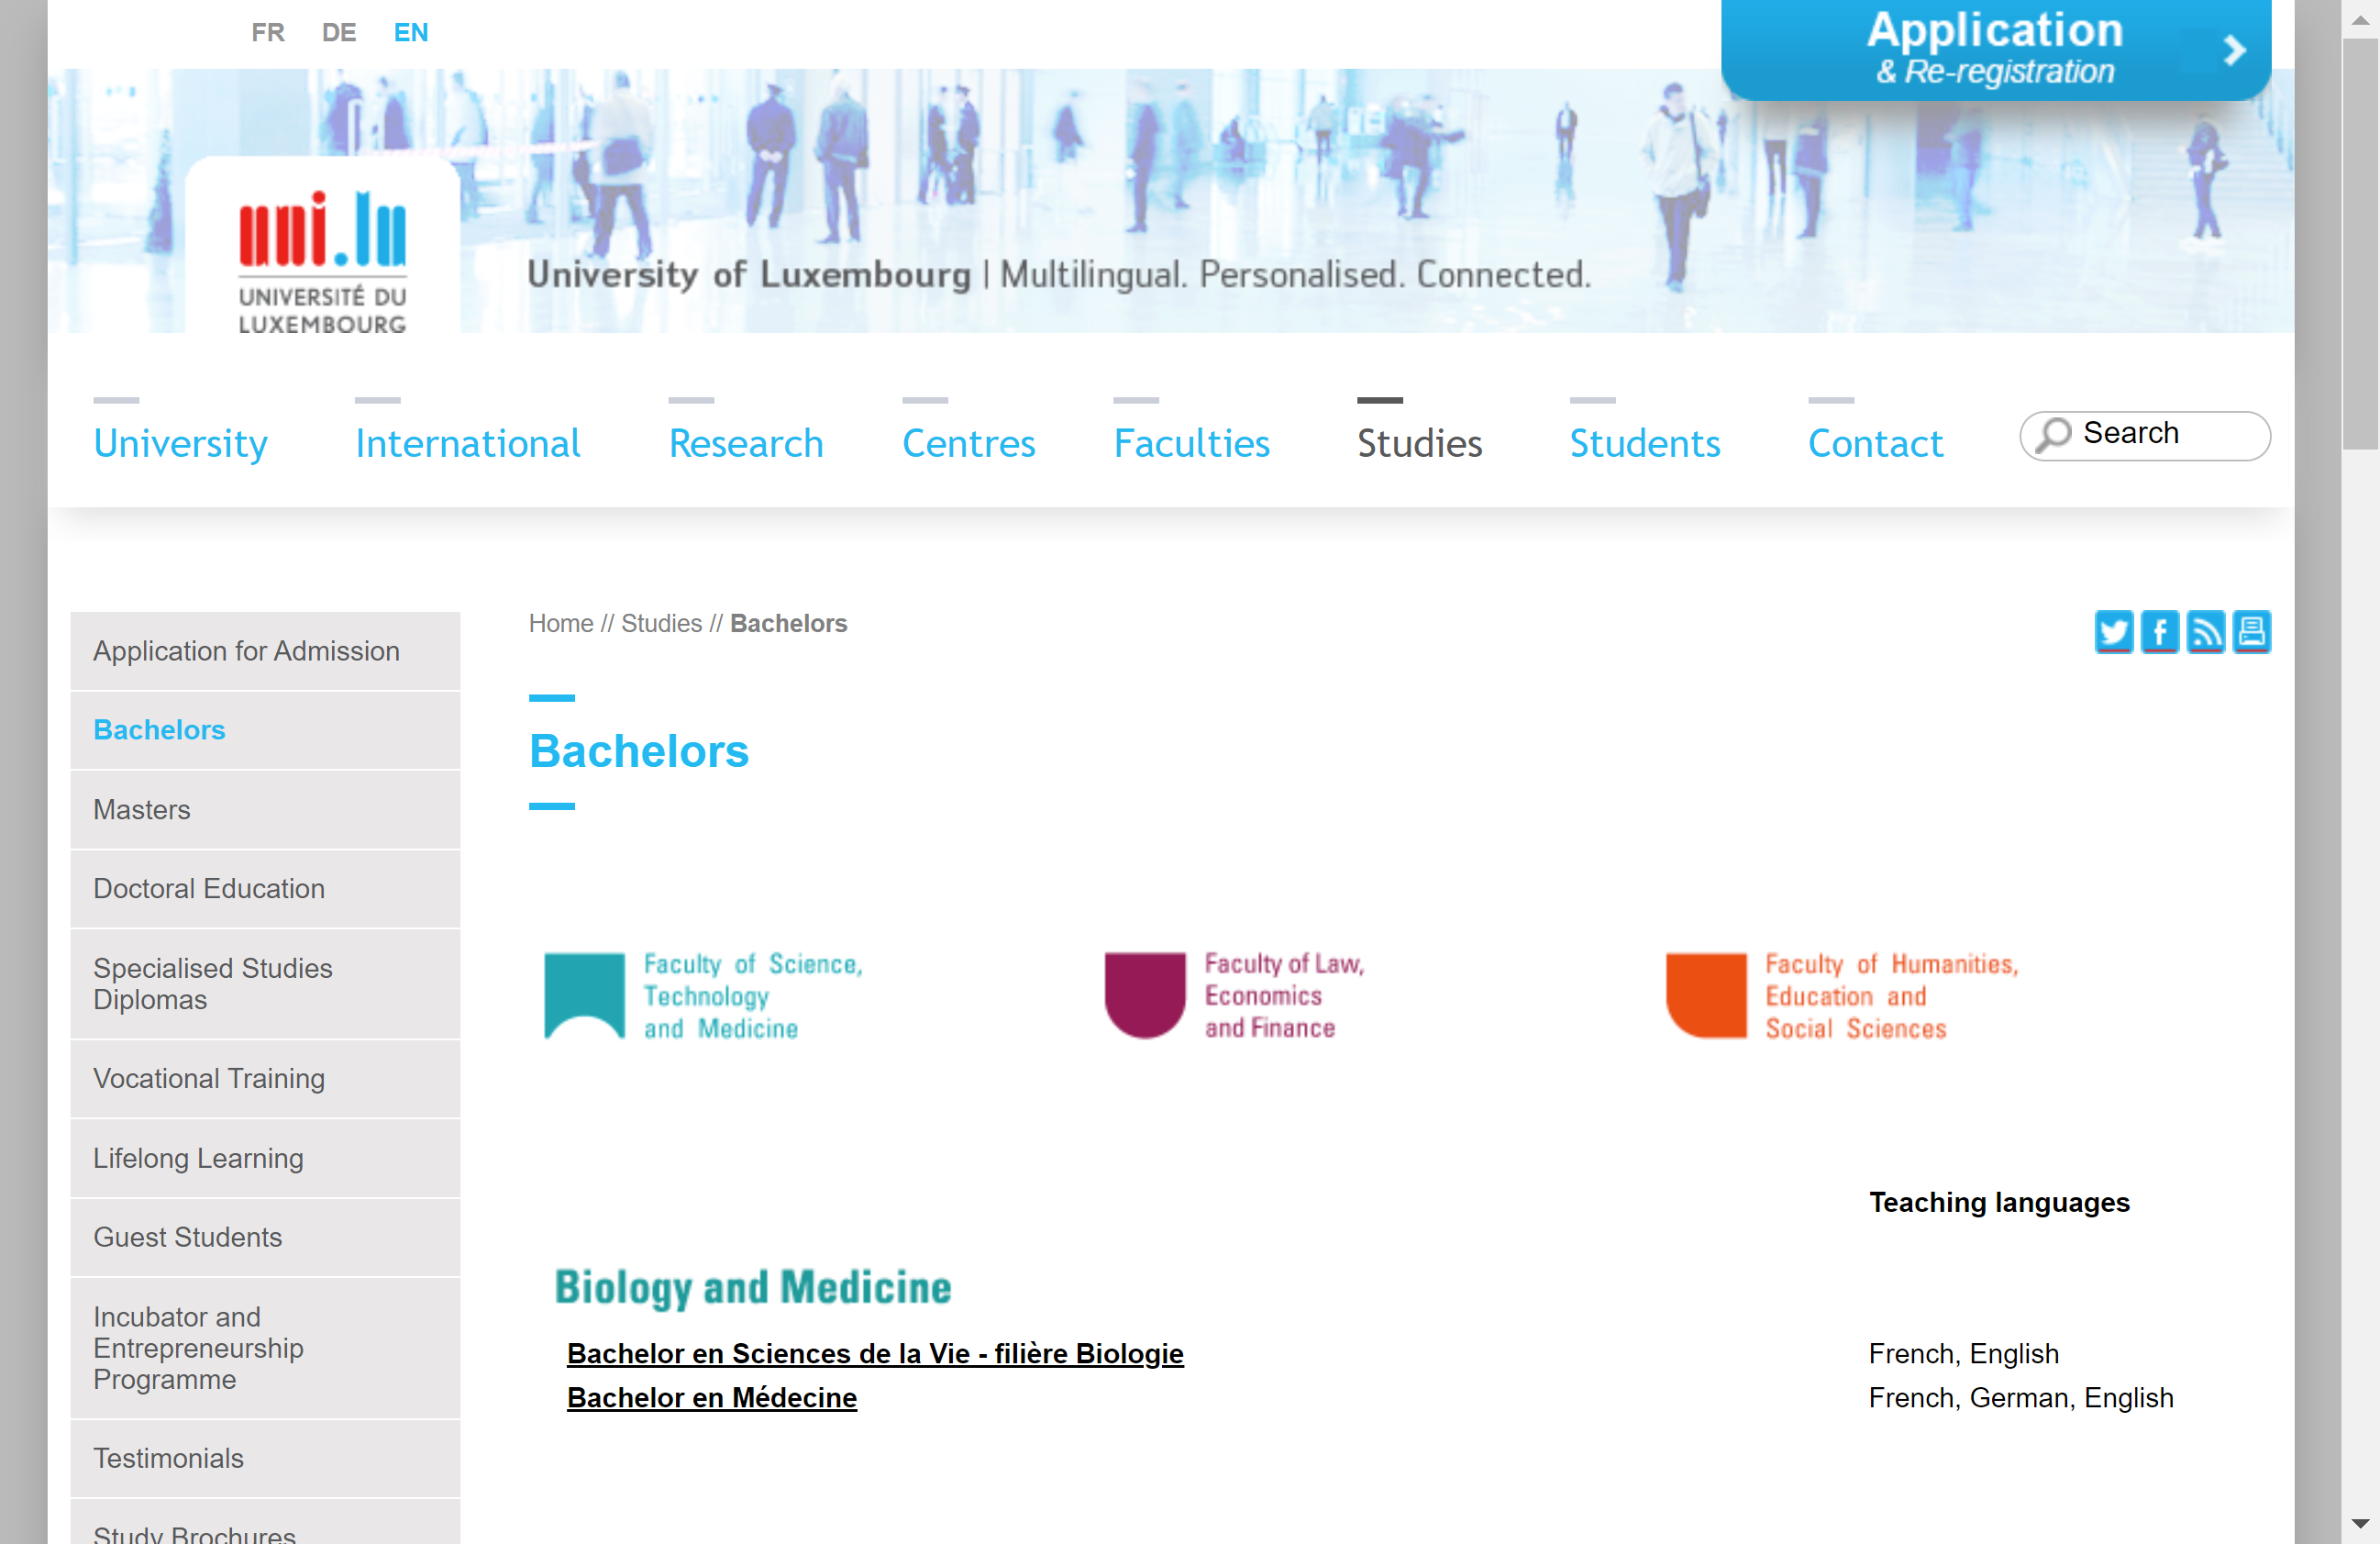 FR DE EN
Application
& Re-registration
uni.lu
UNIVERSITÉ DU
LUXEMBOURG
University of Luxembourg | Multilingual. Personalised. Connected.
University International Research Centres Faculties Studies Students Contact Search
Application for Admission
Bachelors
Masters
Doctoral Education
Specialised Studies
Diplomas
Vocational Training
Lifelong Learning
Guest Students
Incubator and
Entrepreneurship
Programme
Testimonials
Study Brochures
Home // Studies // Bachelors
Bachelors
Faculty of Science,
Technology
and Medicine
Faculty of Law,
Economics
and Finance
Faculty of Humanities,
Education and
Social Sciences
Teaching languages
Biology and Medicine
Bachelor en Sciences de la Vie - filière Biologie French, English
Bachelor en Médecine French, German, English